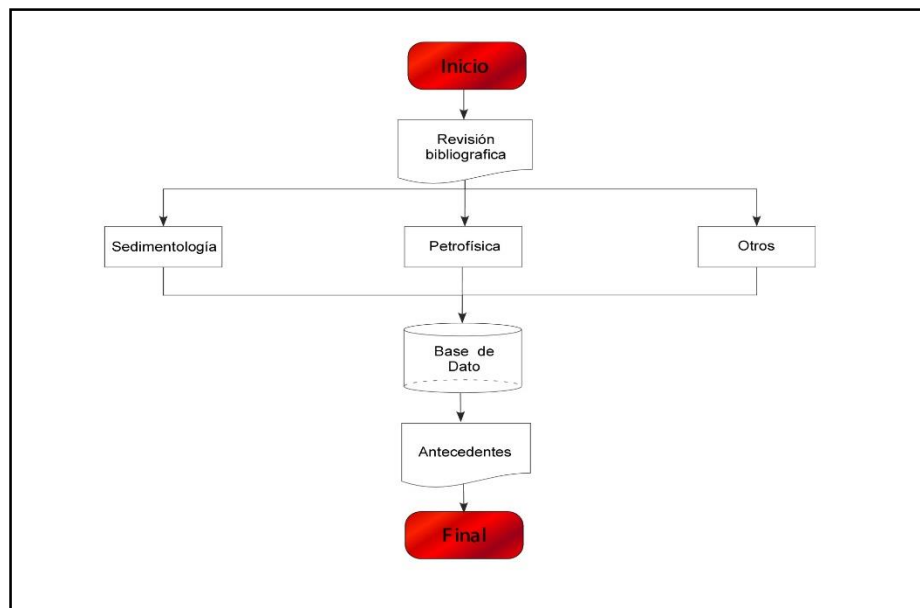 Inicio
Revisión
bibliografica
Sedimentología
Petrofísica
Otros
Base de
Dato
Antecedentes
Final